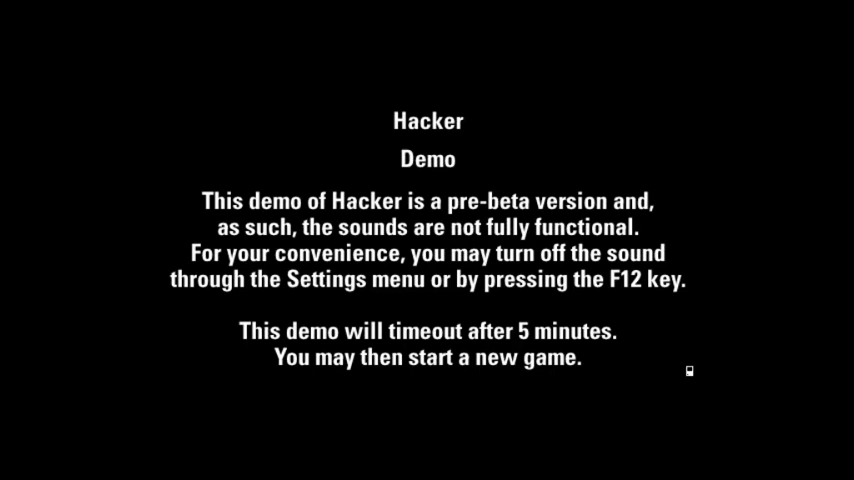 Hacker
Demo
This demo of Hacker is a pre-beta version and,
as such, the sounds are not fully functional.
For your convenience, you may turn off the sound
through the Settings menu or by pressing the F12 key.
This demo will timeout after 5 minutes.
You may then start a new game.